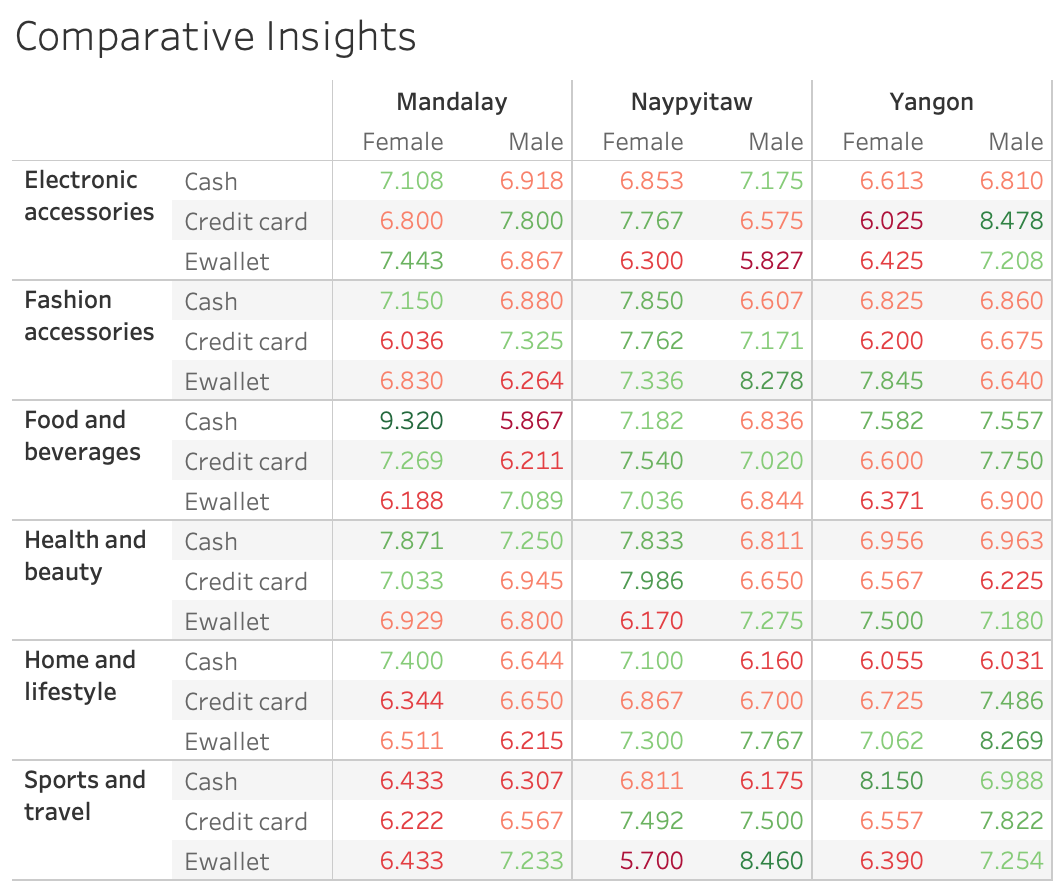 Comparative Insights
Mandalay Naypyitaw Yangon
Female Male Female Male Female Male
Electronic accessories Cash 7.108 6.918 6.853 7.175 6.613 6.810
Credit card 6.800 7.800 7.767 6.575 6.025 8.478
Ewallet 7.443 6.867 6.300 5.827 6.425 7.208
Fashion accessories Cash 7.150 6.880 7.850 6.607 6.825 6.860
Credit card 6.036 7.325 7.762 7.171 6.200 6.675
Ewallet 6.830 6.264 7.336 8.278 7.845 6.640
Food and beverages Cash 9.320 5.867 7.182 6.836 7.582 7.557
Credit card 7.269 6.211 7.540 7.020 6.600 7.750
Ewallet 6.188 7.089 7.036 6.844 6.371 6.900
Health and beauty Cash 7.871 7.250 7.833 6.811 6.956 6.963
Credit card 7.033 6.945 7.986 6.650 6.567 6.225
Ewallet 6.929 6.800 6.170 7.275 7.500 7.180
Home and lifestyle Cash 7.400 6.644 7.100 6.160 6.055 6.031
Credit card 6.344 6.650 6.867 6.700 6.725 7.486
Ewallet 6.511 6.215 7.300 7.767 7.062 8.269
Sports and travel Cash 6.433 6.307 6.811 6.175 8.150 6.988
Credit card 6.222 6.567 7.492 7.500 6.557 7.822
Ewallet 6.433 7.233 5.700 8.460 6.390 7.254